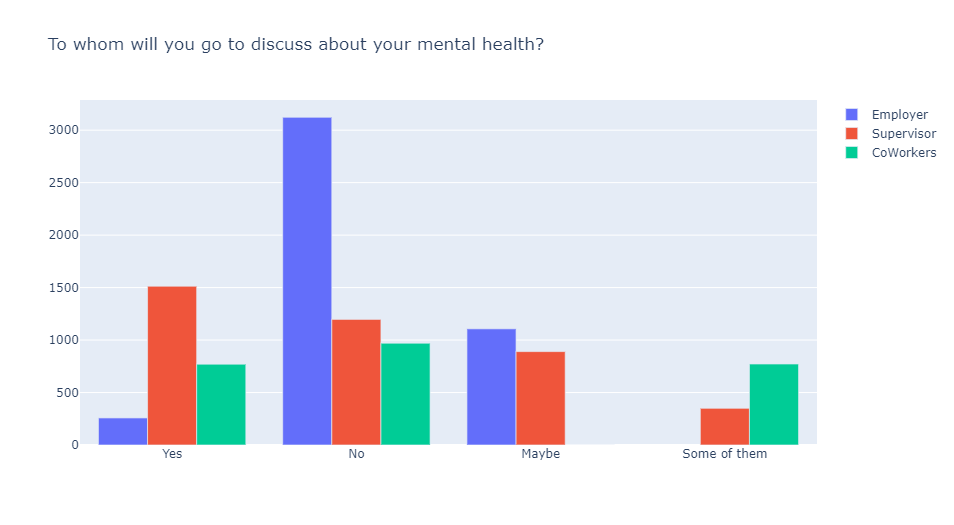 To whom will you go to discuss about your mental health?
Employer
Supervisor
CoWorkers
3000
2500
2000
1500
1000
500
0
Yes No Maybe Some of them